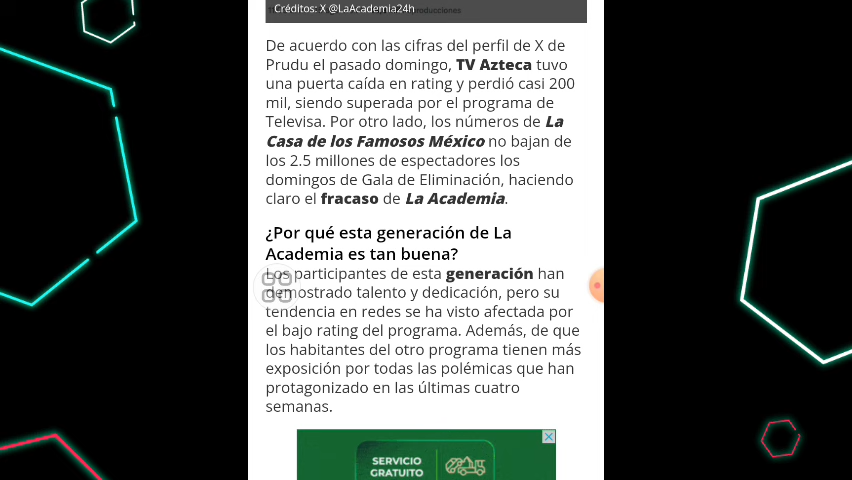 Créditos: X @LaAcademia24h
De acuerdo con las cifras del perfil de X de
Prudu el pasado domingo, TV Azteca tuvo
una puerta caída en rating y perdió casi 200
mil, siendo superada por el programa de
Televisa. Por otro lado, los números de La
Casa de los Famosos México no bajan de
los 2.5 millones de espectadores los
domingos de Gala de Eliminación, haciendo
claro el fracaso de La Academia.
¿Por qué esta generación de La
Academia es tan buena?
Los participantes de esta generación han
demostrado talento y dedicación, pero su
tendencia en redes se ha visto afectada por
el bajo rating del programa. Además, de que
los habitantes del otro programa tienen más
exposición por todas las polémicas que han
protagonizado en las últimas cuatro
semanas.
SERVICIO
GRATUITO